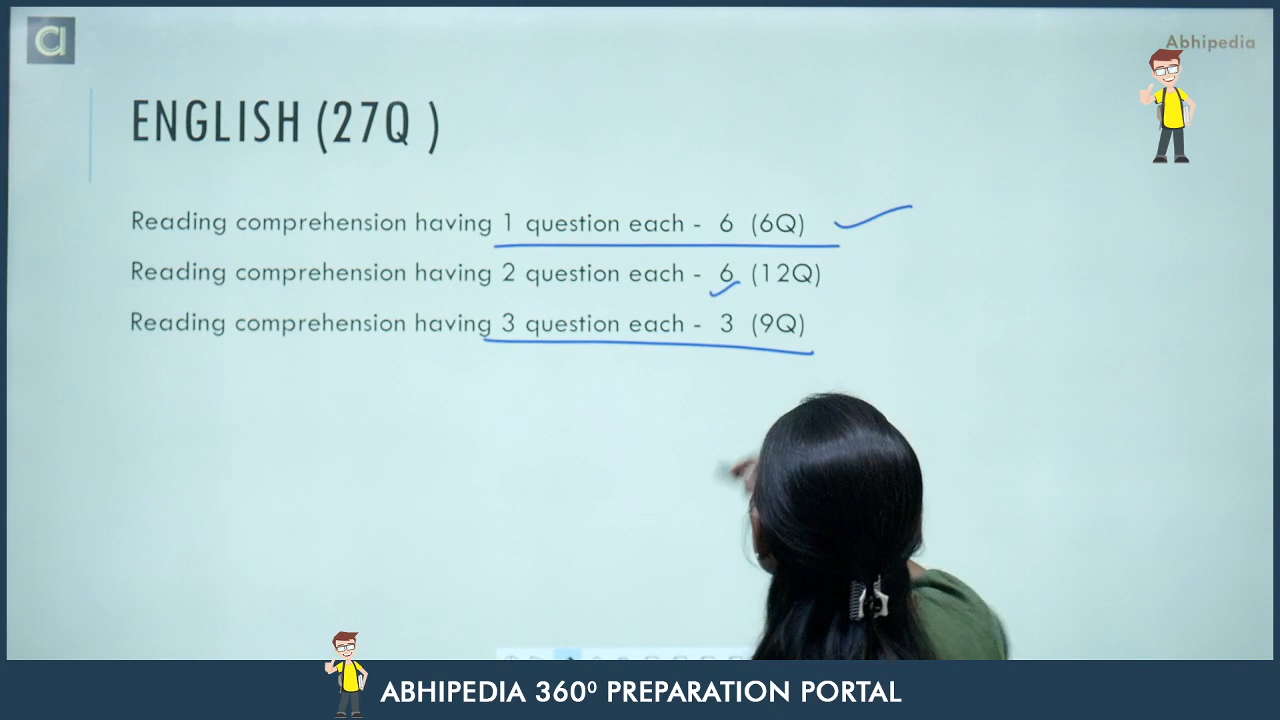 a
Abhipedia
ENGLISH (27Q )
Reading comprehension having 1 question each - 6 (6Q)
Reading comprehension having 2 question each - 6 (12Q)
Reading comprehension having 3 question each - 3 (9Q)
ABHIPEDIA 360⁰ PREPARATION PORTAL